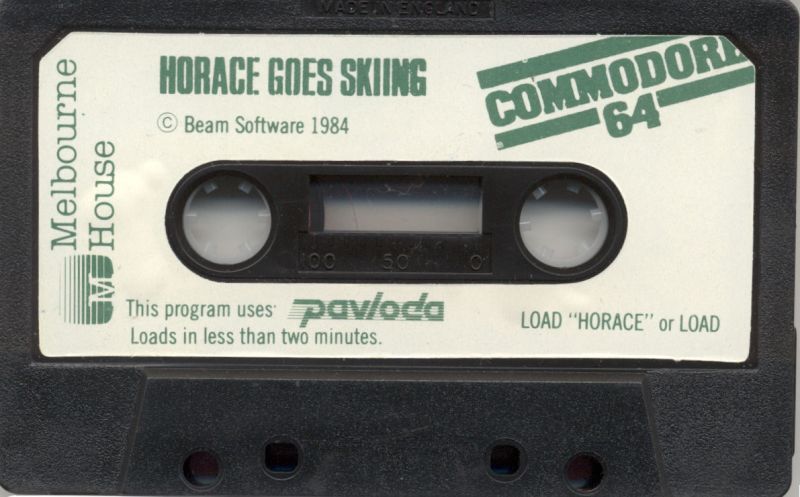 MADE IN ENGLAND
HORACE GOES SKIING
© Beam Software 1984
COMMODORE
64
Melbourne
House
M
100 50 0
This program uses pavloda
Loads in less than two minutes.
LOAD "HORACE" or LOAD